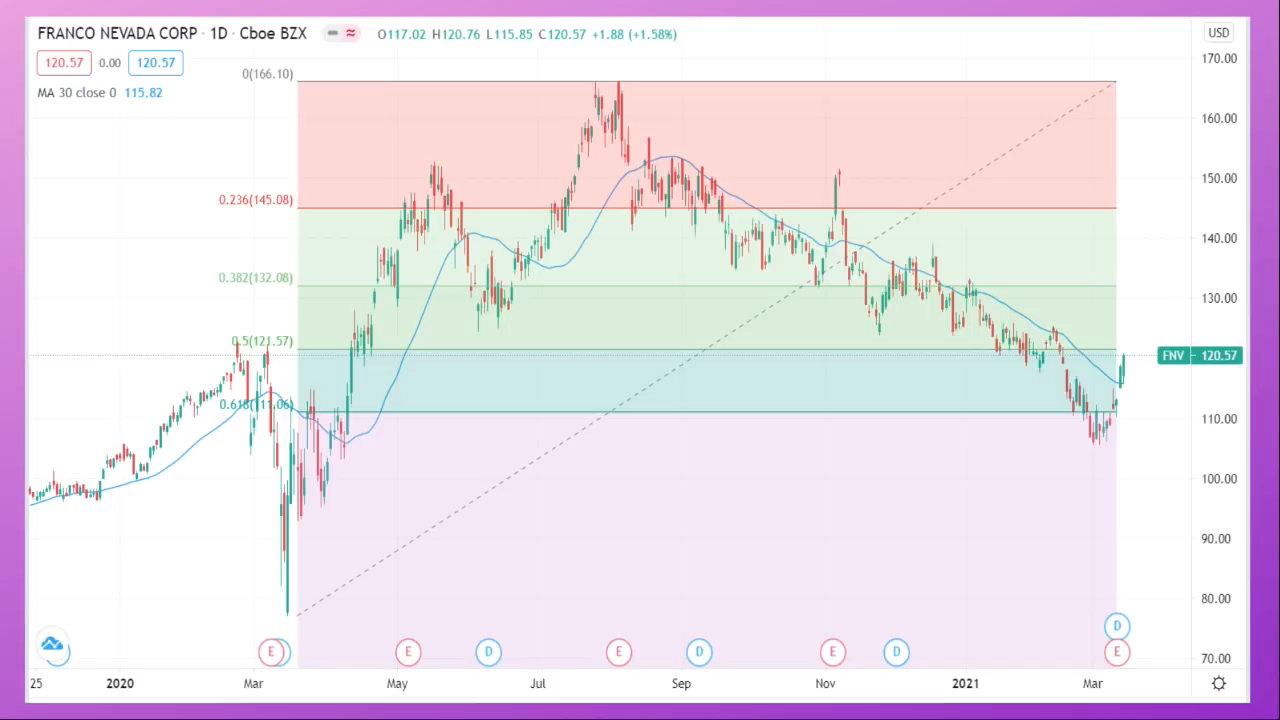 FRANCO NEVADA CORP · 1D · Cboe BZX O117.02 H120.76 L115.85 C120.57 +1.88 (+1.58%)
USD
120.57 0.00 120.57
MA 30 close 0 115.82
0(166.10)
0.236(145.08)
0.382(132.08)
0.5(121.57)
0.618(111.06)
170.00
160.00
150.00
140.00
130.00
FNV 120.57
110.00
100.00
90.00
80.00
70.00
D
E E D E D E D E
25 2020 Mar May Jul Sep Nov 2021 Mar